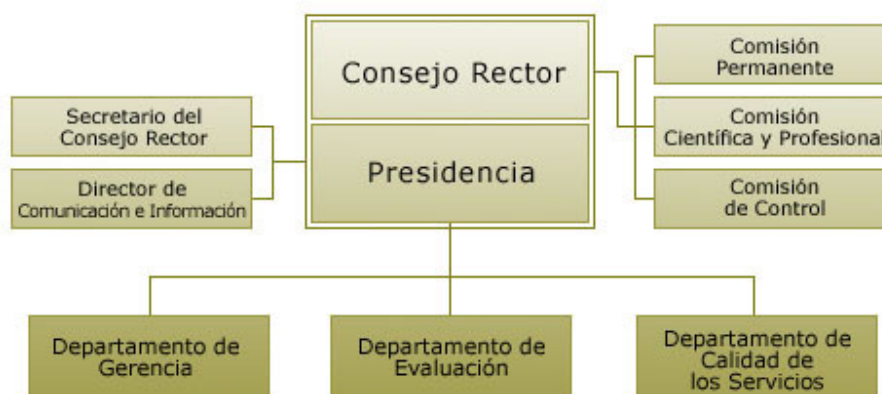 Consejo Rector
Presidencia
Secretario del
Consejo Rector
Director de
Comunicación e Información
Comisión
Permanente
Comisión
Científica y Profesional
Comisión
de Control
Departamento de
Gerencia
Departamento de
Evaluación
Departamento de
Calidad de
los Servicios